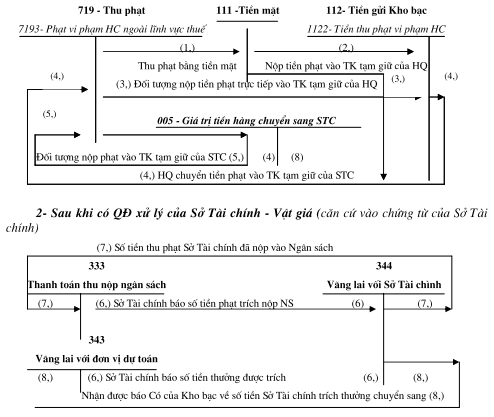 719 - Thu phạt 111 -Tiền mặt 112- Tiền gửi Kho bạc
7193- Phạt vi phạm HC ngoài lĩnh vực thuế 1122- Tiền thu phạt vi phạm HC
(1,) (2,)
Thu phạt bằng tiền mặt Nộp tiền phạt vào TK tạm giữ của HQ
(4,) (3,) Đối tượng nộp tiền phạt trực tiếp vào TK tạm giữ của HQ (3,) (4,)
(5,) 005 - Giá trị tiền hàng chuyển sang STC
Đối tượng nộp phạt vào TK tạm giữ của STC (5,) (4) (8)
(4,) HQ chuyển tiền phạt vào TK tạm giữ của STC
2- Sau khi có QĐ xử lý của Sở Tài chính - Vật giá (căn cứ vào chứng từ của Sở Tài
chính)
(7,) Số tiền thu phạt Sở Tài chính đã nộp vào Ngân sách
333 344
Thanh toán thu nộp ngân sách Vãng lai với Sở Tài chình
(7,) (6,) Sở Tài chính báo số tiền phạt trích nộp NS (6) (7,)
343
Vãng lai với đơn vị dự toán
(8,) (6,) Sở Tài chính báo số tiền thưởng được trích (6,) (8,)
Nhận được báo Có của Kho bạc về số tiền Sở Tài chính trích thưởng chuyển sang (8,)